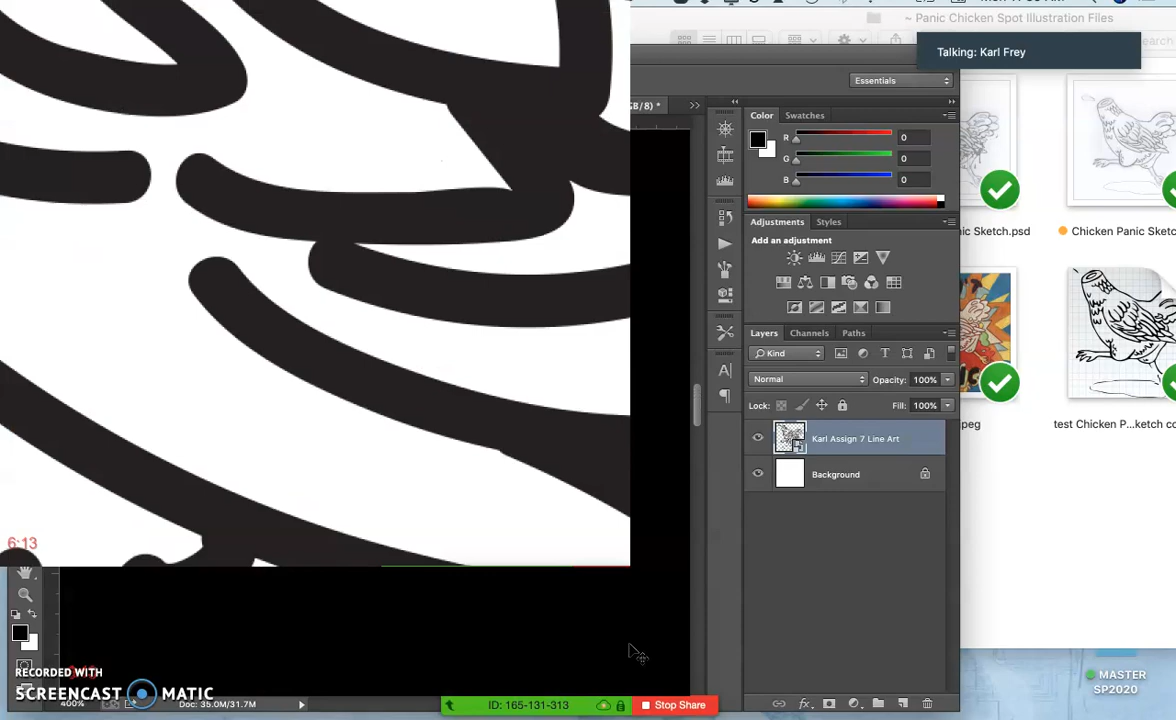 ~ Panic Chicken Spot Illustration Files
Talking: Karl Frey
Search
Essentials
GB/8) *
Color
Swatches
R
0
G
0
B
0
Adjustments
Styles
Add an adjustment
nic Sketch.psd
Chicken Panic Sketc
Layers
Channels
Paths
Kind
Normal
Opacity:
100%
Lock:
Fill:
100%
Karl Assign 7 Line Art
Background
.jpeg
test Chicken P...ketch co
6:13
RECORDED WITH
SCREENCAST
MATIC
400%
Doc: 35.0M/31.7M
ID: 165-131-313
Stop Share
MASTER
SP2020